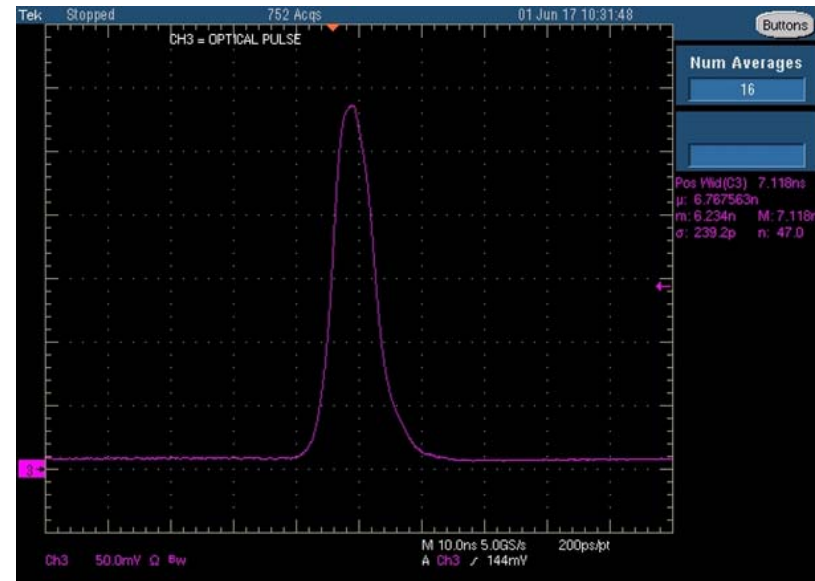 Tek Stopped 752 Acqs 01 Jun 17 10:31:48
Buttons
CH3 = OPTICAL PULSE
Num Averages
16
Pos Wid(C3) 7.118ns
µ: 6.767563n
m: 6.234n M: 7.118n
σ: 239.2p n: 47.0
3
M 10.0ns 5.0GS/s 200ps/pt
Ch3 50.0mV Ω Bw A Ch3 ∕ 144mV